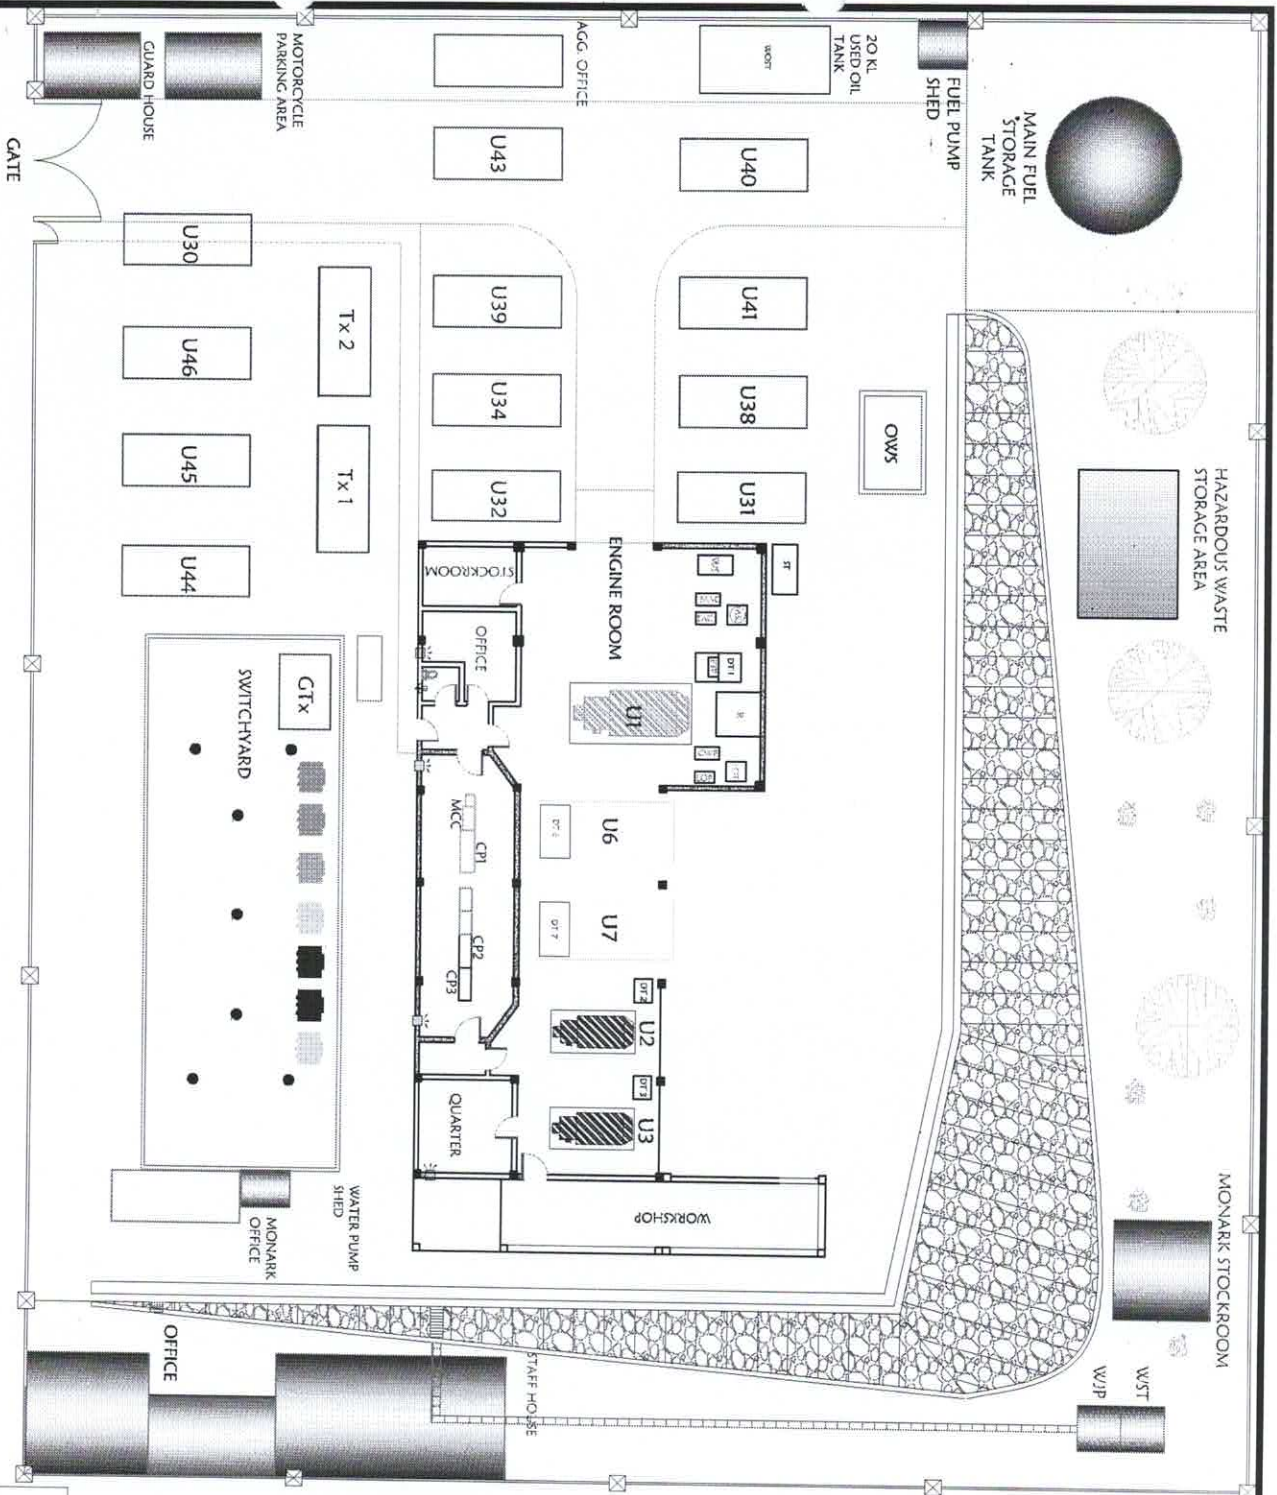 GUARD HOUSE
MOTORCYCLE
PARKING AREA
AGG. OFFICE
WOST
20 KL
USED OIL
TANK
FUEL PUMP
SHED
MAIN FUEL
STORAGE
TANK
GATE
U43
U40
U30
Tx 2
U39
U41
U46
U34
U38
OWS
U45
Tx 1
U32
U31
HAZARDOUS WASTE
STORAGE AREA
U44
STOCKROOM
ENGINE ROOM
ST
OFFICE
DT1
U1
GTx
SWITCHYARD
MCC
CP1
U6
CP2
CP3
U7
DT 7
DT2
U2
DT3
U3
QUARTER
WORKSHOP
WATER PUMP
SHED
MONARK
OFFICE
MONARK STOCKROOM
OFFICE
STAFF HOUSE
WST
WJP